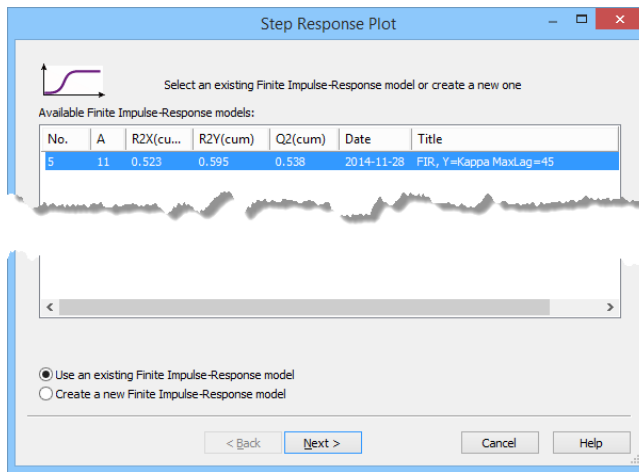 Step Response Plot
Select an existing Finite Impulse-Response model or create a new one
Available Finite Impulse-Response models:
No. A R2X(cu... R2Y(cum) Q2(cum) Date Title
5 11 0.523 0.595 0.538 2014-11-28 FIR, Y=Kappa MaxLag=45
Use an existing Finite Impulse-Response model
Create a new Finite Impulse-Response model
< Back Next > Cancel Help